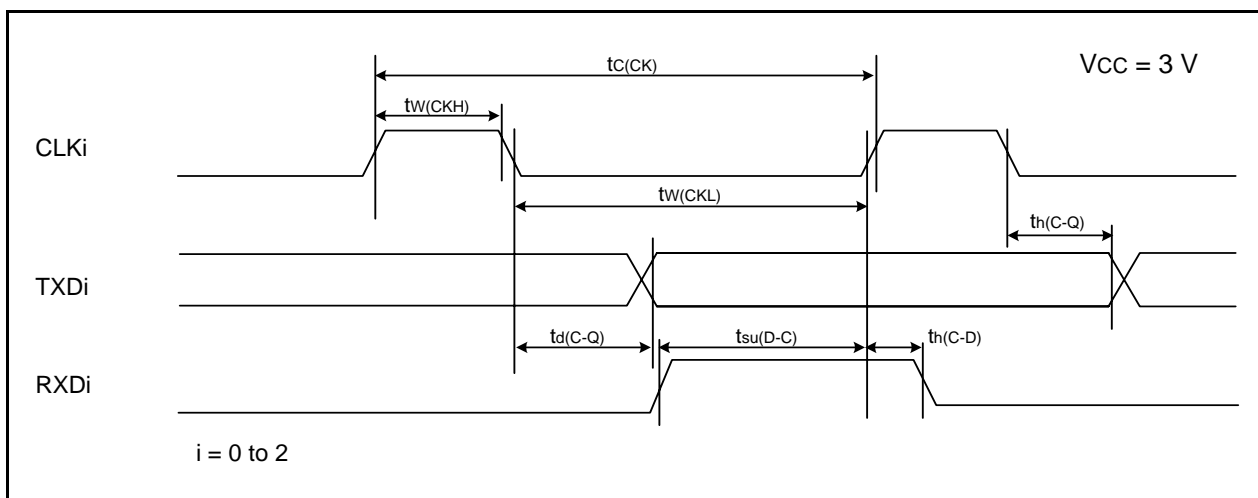 tC(CK)
VCC = 3 V
tW(CKH)
CLKi
tW(CKL)
th(C-Q)
TXDi
td(C-Q)
tsu(D-C)
th(C-D)
RXDi
i = 0 to 2